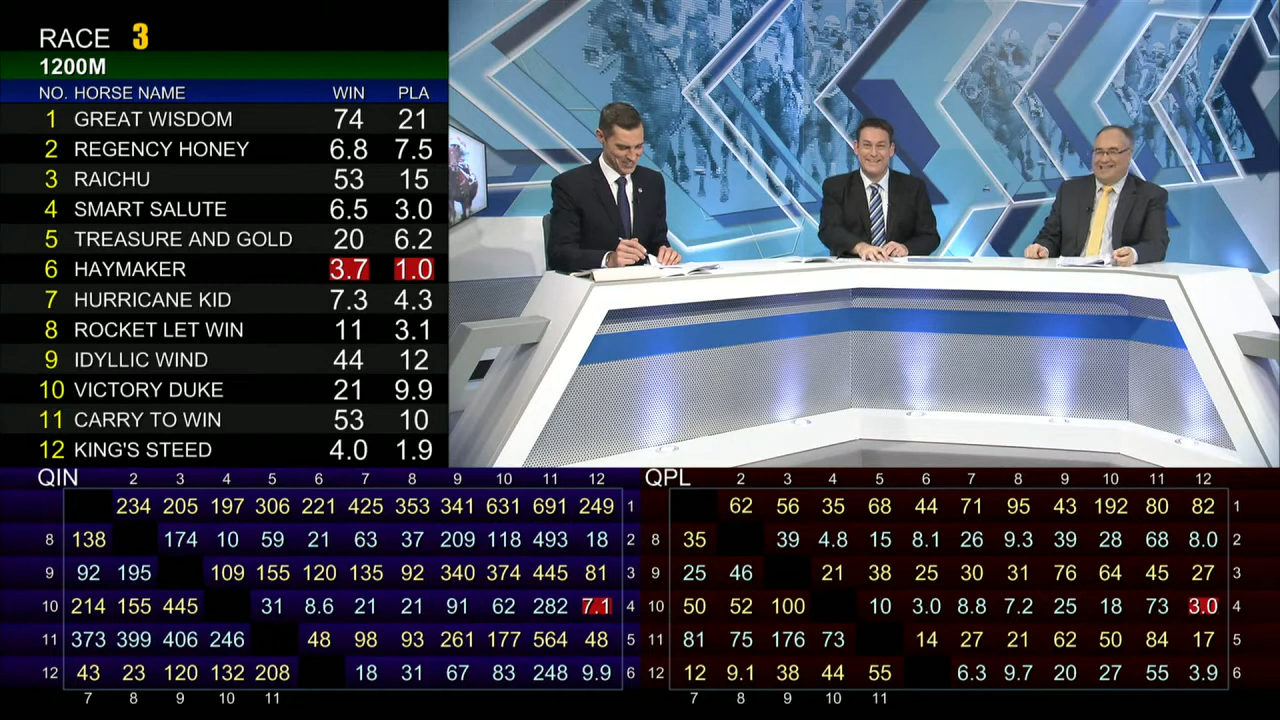 RACE 3
1200M
NO. HORSE NAME WIN PLA
1 GREAT WISDOM 74 21
2 REGENCY HONEY 6.8 7.5
3 RAICHU 53 15
4 SMART SALUTE 6.5 3.0
5 TREASURE AND GOLD 20 6.2
6 HAYMAKER 3.7 1.0
7 HURRICANE KID 7.3 4.3
8 ROCKET LET WIN 11 3.1
9 IDYLLIC WIND 44 12
10 VICTORY DUKE 21 9.9
11 CARRY TO WIN 53 10
12 KING'S STEED 4.0 1.9
QIN 2 3 4 5 6 7 8 9 10 11 12
234 205 197 306 221 425 353 341 631 691 249 1
8 138 174 10 59 21 63 37 209 118 493 18 2
9 92 195 109 155 120 135 92 340 374 445 81 3
10 214 155 445 31 8.6 21 21 91 62 282 7.1 4
11 373 399 406 246 48 98 93 261 177 564 48 5
12 43 23 120 132 208 18 31 67 83 248 9.9 6
7 8 9 10 11
QPL 2 3 4 5 6 7 8 9 10 11 12
62 56 35 68 44 71 95 43 192 80 82 1
8 35 39 4.8 15 8.1 26 9.3 39 28 68 8.0 2
9 25 46 21 38 25 30 31 76 64 45 27 3
10 50 52 100 10 3.0 8.8 7.2 25 18 73 3.0 4
11 81 75 176 73 14 27 21 62 50 84 17 5
12 12 9.1 38 44 55 6.3 9.7 20 27 55 3.9 6
7 8 9 10 11